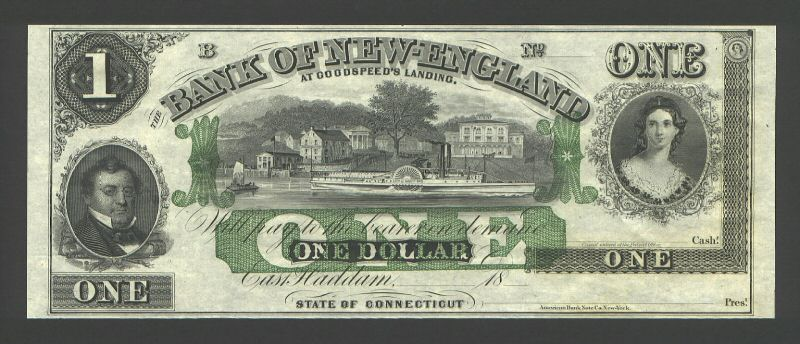 1
B
No
ONE
THE BANK OF NEW-ENGLAND
AT GOODSPEED'S LANDING.
Will pay to the bearer on demand
ONE
ONE DOLLAR
Cash!
ONE
ONE
East Haddam, 18
STATE OF CONNECTICUT
American Bank Note Co. New-York.
Pres!